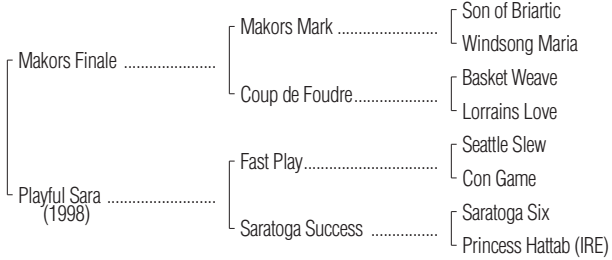 Son of Briartic
Makors Mark ..................
Windsong Maria
Makors Finale .....................
Basket Weave
Coup de Foudre...................
Lorrains Love
Seattle Slew
Fast Play..............................
Con Game
Playful Sara .........................
(1998)
Saratoga Six
Saratoga Success ...............
Princess Hattab (IRE)